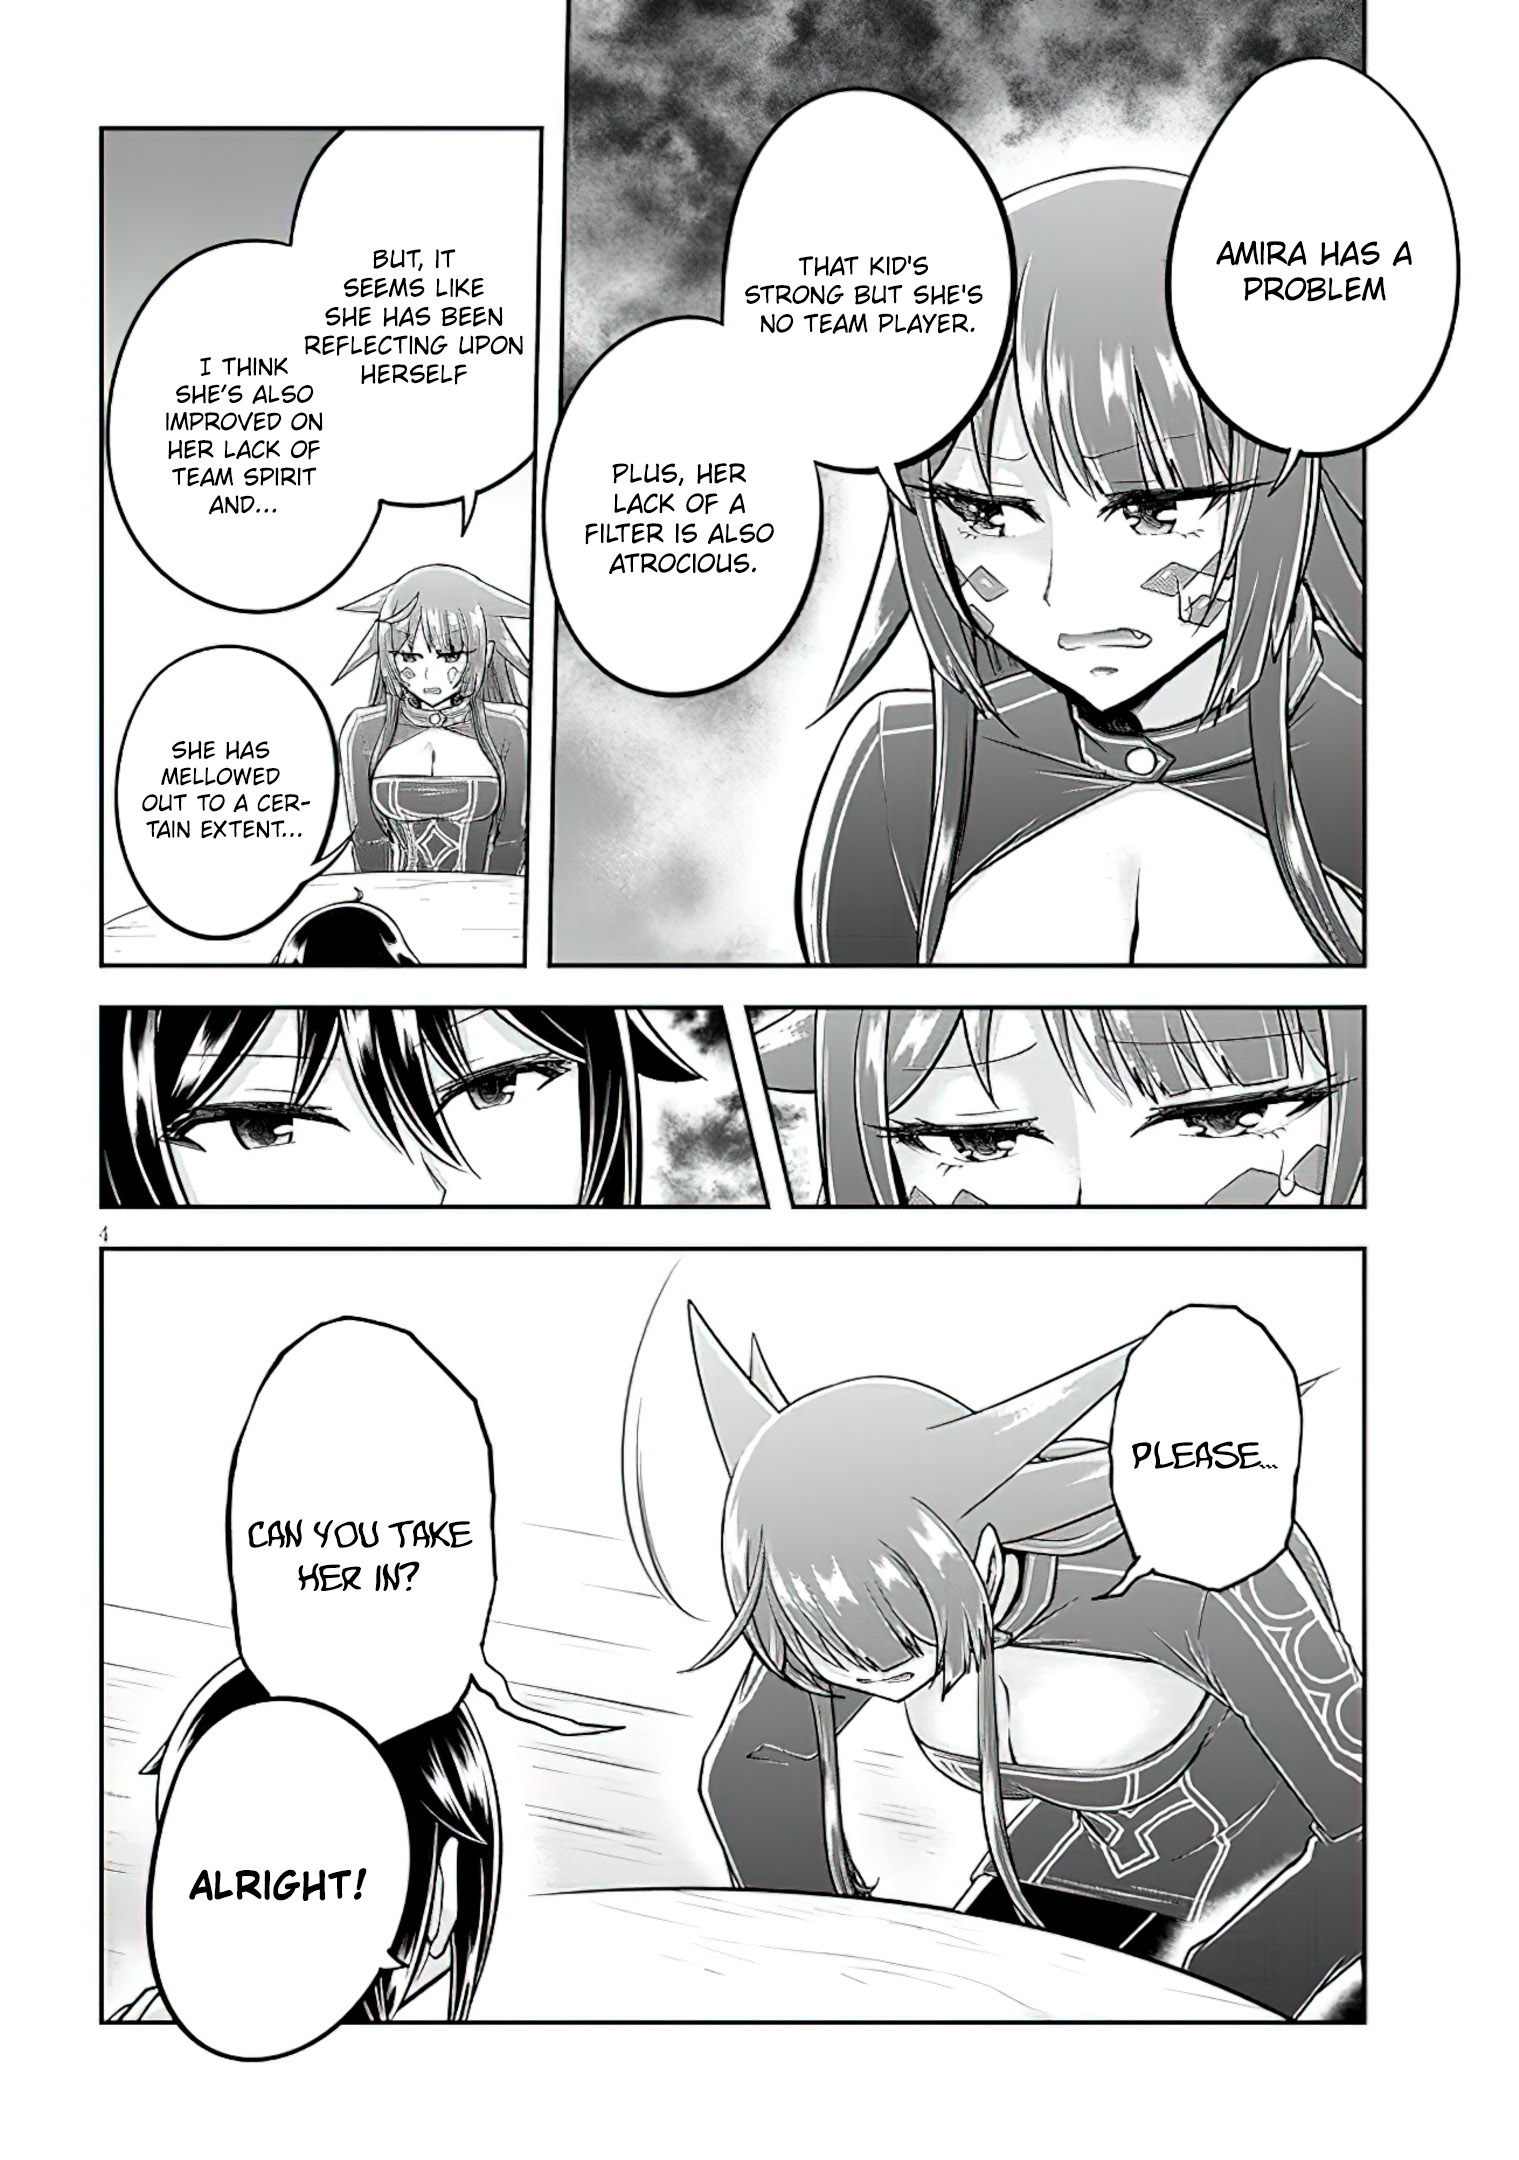 AMIRA HAS A
PROBLEM
THAT KID'S
STRONG BUT SHE'S
NO TEAM PLAYER.
PLUS, HER
LACK OF A
FILTER IS ALSO
ATROCIOUS.
BUT, IT
SEEMS LIKE
SHE HAS BEEN
REFLECTING UPON
HERSELF
I THINK
SHE'S ALSO
IMPROVED ON
HER LACK OF
TEAM SPIRIT
AND...
SHE HAS
MELLOWED
OUT TO A CER-
TAIN EXTENT...
4
PLEASE...
CAN YOU TAKE
HER IN?
ALRIGHT!